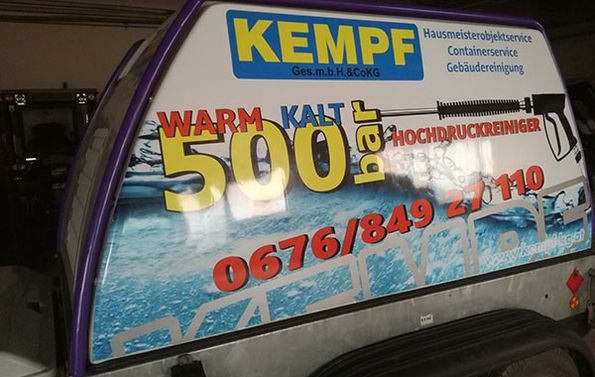 KEMPF
Ges.m.b.H.&CoKG
Hausmeisterobjektservice
Containerservice
Gebäudereinigung
WARM KALT
500 bar
HOCHDRUCKREINIGER
0676/849 27 110